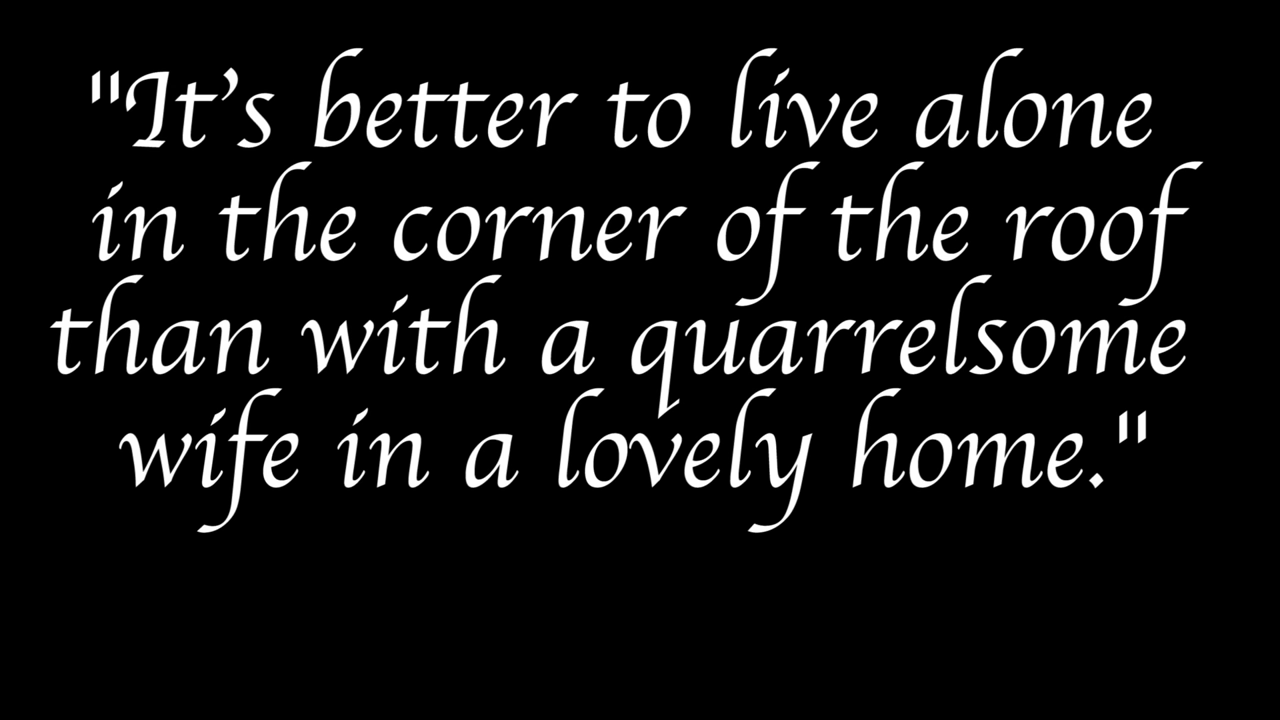 "It’s better to live alone
in the corner of the roof
than with a quarrelsome
wife in a lovely home."